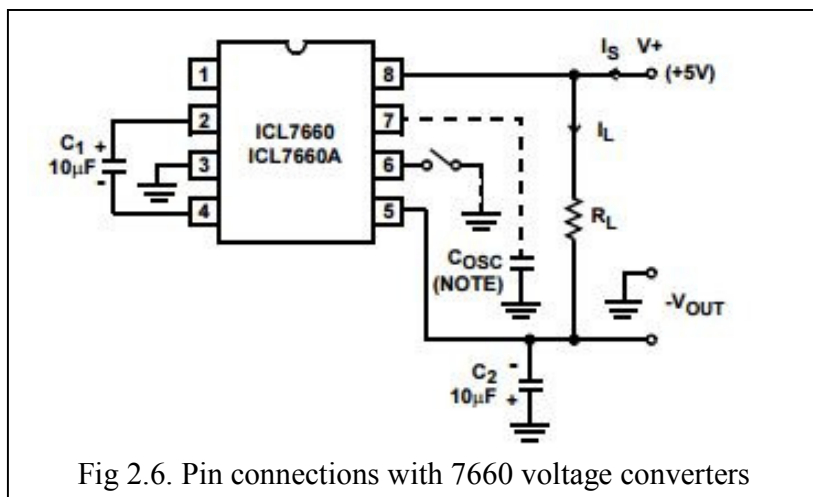 1
2
3
4
8
7
6
5
ICL7660
ICL7660A
C1
+
10µF
-
IS V+
(+5V)
IL
RL
COSC
(NOTE)
-VOUT
C2
-
10µF
+
Fig 2.6. Pin connections with 7660 voltage converters